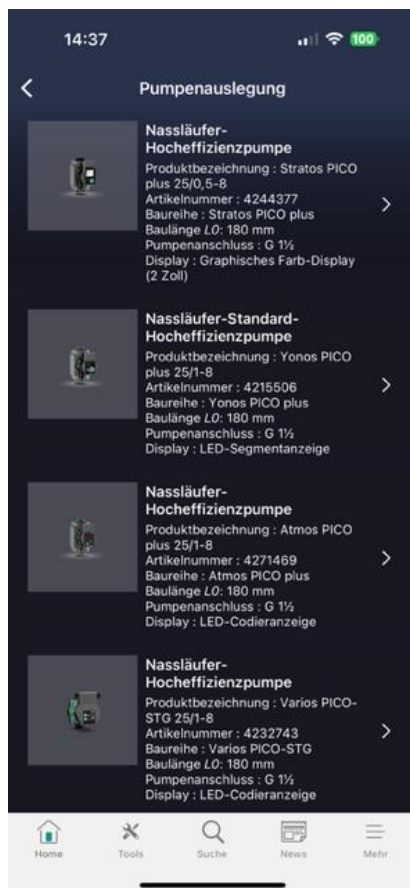 14:37
100
Pumpenauslegung
Nassläufer-
Hocheffizienzpumpe
Produktbezeichnung : Stratos PICO
plus 25/0,5-8
Artikelnummer : 4244377
Baureihe : Stratos PICO plus
Baulänge L0: 180 mm
Pumpenanschluss : G 1½
Display : Graphisches Farb-Display
(2 Zoll)
Nassläufer-Standard-
Hocheffizienzpumpe
Produktbezeichnung : Yonos PICO
plus 25/1-8
Artikelnummer : 4215506
Baureihe : Yonos PICO plus
Baulänge L0: 180 mm
Pumpenanschluss : G 1½
Display : LED-Segmentanzeige
Nassläufer-
Hocheffizienzpumpe
Produktbezeichnung : Atmos PICO
plus 25/1-8
Artikelnummer : 4271469
Baureihe : Atmos PICO plus
Baulänge L0: 180 mm
Pumpenanschluss : G 1½
Display : LED-Codieranzeige
Nassläufer-
Hocheffizienzpumpe
Produktbezeichnung : Varios PICO-
STG 25/1-8
Artikelnummer : 4232743
Baureihe : Varios PICO-STG
Baulänge L0: 180 mm
Pumpenanschluss : G 1½
Display : LED-Codieranzeige
Home
Tools
Suche
News
Mehr